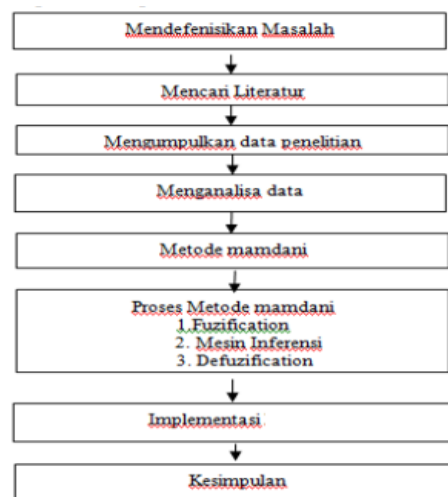 Mendefenisikan Masalah
Mencari Literatur
Mengumpulkan data penelitian
Menganalisa data
Metode mamdani
Proses Metode mamdani
1.Fuzification
2. Mesin Inferensi
3. Defuzification
Implementasi
Kesimpulan